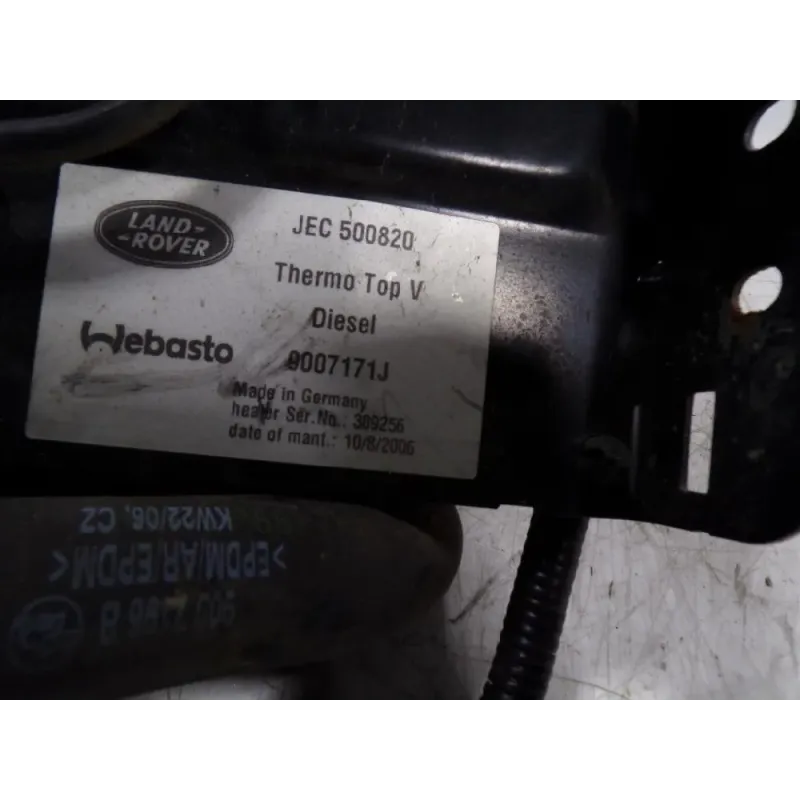 LAND-
-ROVER
JEC 500820
Thermo Top V
Diesel
Webasto
9007171J
Made in Germany
heater Ser.No.: 309256
date of mant.: 10/8/2006
KW22/06, CZ
>EPDM/AR/EPDM<